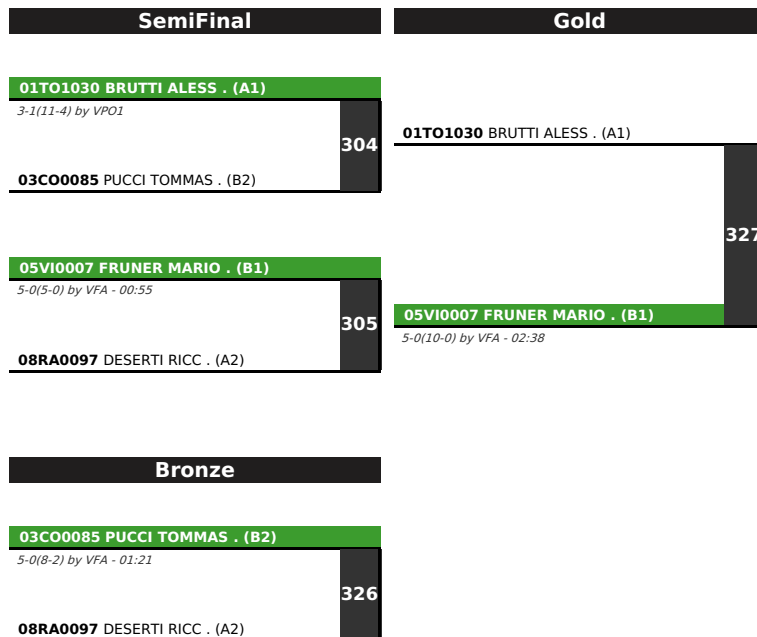 SemiFinal
01TO1030 BRUTTI ALESS . (A1)
3-1(11-4) by VPO1
304
03CO0085 PUCCI TOMMAS . (B2)
05VI0007 FRUNER MARIO . (B1)
5-0(5-0) by VFA - 00:55
305
08RA0097 DESERTI RICC . (A2)
Gold
01TO1030 BRUTTI ALESS . (A1)
327
05VI0007 FRUNER MARIO . (B1)
5-0(10-0) by VFA - 02:38
Bronze
03CO0085 PUCCI TOMMAS . (B2)
5-0(8-2) by VFA - 01:21
326
08RA0097 DESERTI RICC . (A2)